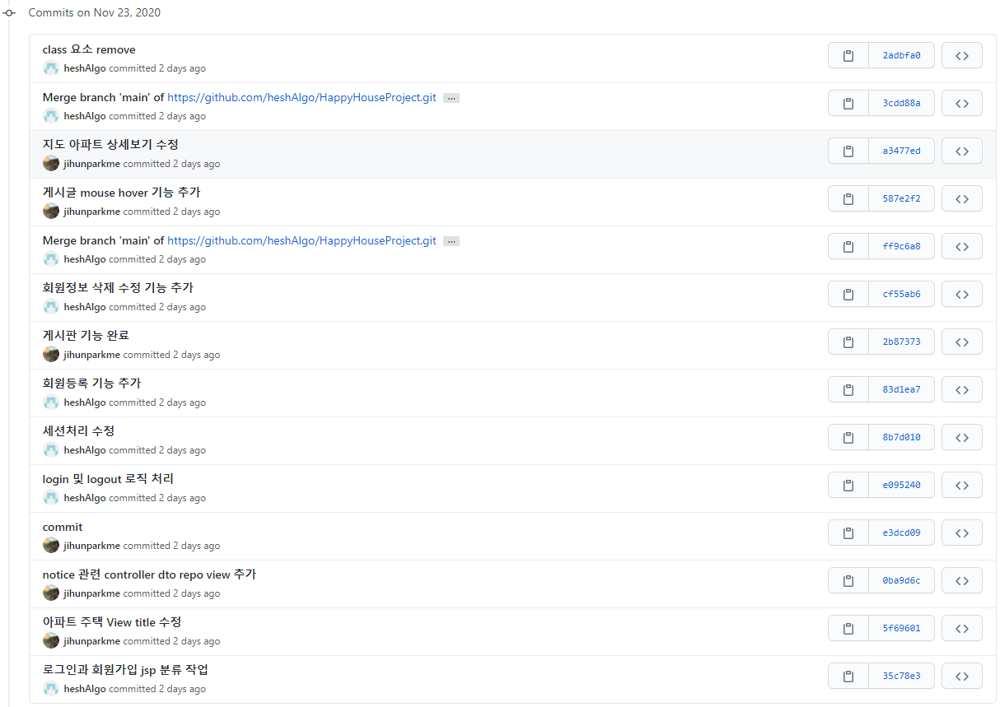 Commits on Nov 23, 2020
class 요소 remove
2adbfa0
heshAlgo committed 2 days ago
Merge branch 'main' of https://github.com/heshAlgo/HappyHouseProject.git ...
3cdd88a
heshAlgo committed 2 days ago
지도 아파트 상세보기 수정
a3477ed
jihunparkme committed 2 days ago
게시글 mouse hover 기능 추가
587e2f2
jihunparkme committed 2 days ago
Merge branch 'main' of https://github.com/heshAlgo/HappyHouseProject.git ...
ff9c6a8
heshAlgo committed 2 days ago
회원정보 삭제 수정 기능 추가
cf55ab6
heshAlgo committed 2 days ago
게시판 기능 완료
2b87373
jihunparkme committed 2 days ago
회원등록 기능 추가
83d1ea7
heshAlgo committed 2 days ago
세션처리 수정
8b7d010
heshAlgo committed 2 days ago
login 및 logout 로직 처리
e095240
heshAlgo committed 2 days ago
commit
e3dcd09
jihunparkme committed 2 days ago
notice 관련 controller dto repo view 추가
0ba9d6c
jihunparkme committed 2 days ago
아파트 주택 View title 수정
5f69601
jihunparkme committed 2 days ago
로그인과 회원가입 jsp 분류 작업
35c78e3
heshAlgo committed 2 days ago